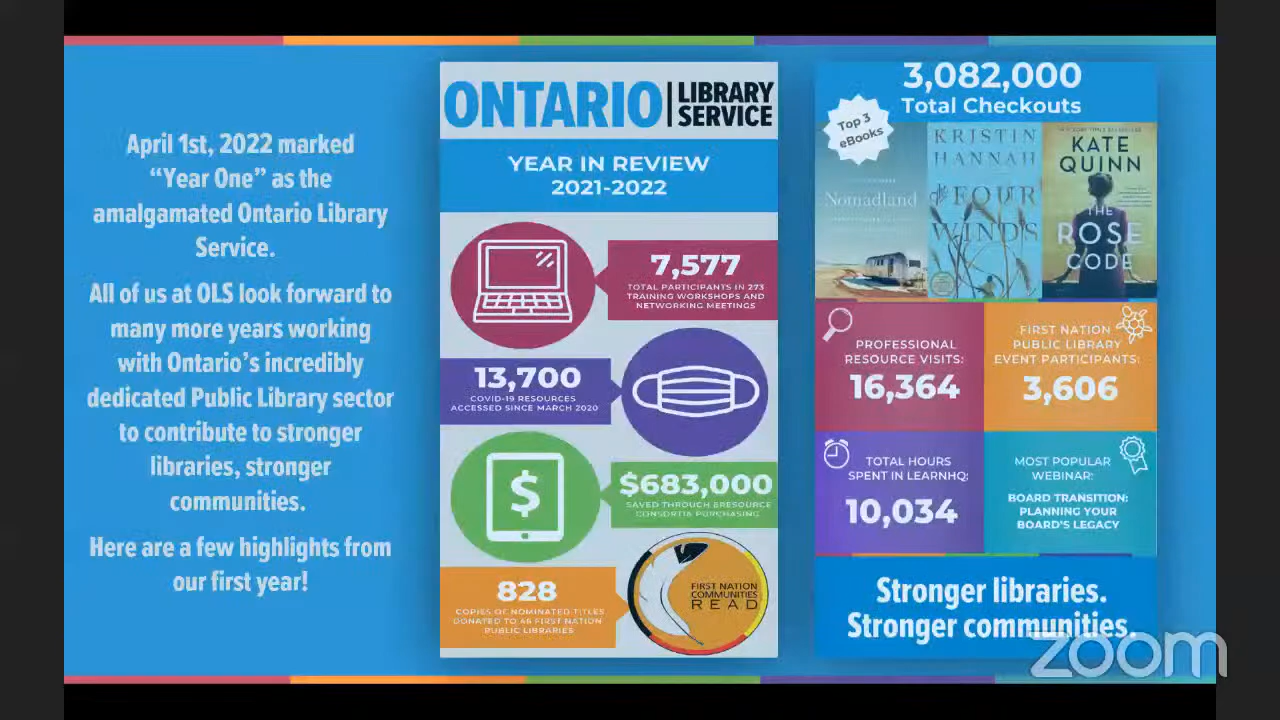 April 1st, 2022 marked
“Year One” as the
amalgamated Ontario Library
Service.
All of us at OLS look forward to
many more years working
with Ontario’s incredibly
dedicated Public Library sector
to contribute to stronger
libraries, stronger
communities.
Here are a few highlights from
our first year!
ONTARIO
LIBRARY
SERVICE
YEAR IN REVIEW
2021-2022
7,577
TOTAL PARTICIPANTS IN 273
TRAINING WORKSHOPS AND
NETWORKING MEETINGS
13,700
COVID-19 RESOURCES
ACCESSED SINCE MARCH 2020
$
$683,000
SAVED THROUGH ERESOURCE
CONSORTIA PURCHASING
828
COPIES OF NOMINATED TITLES
DONATED TO 46 FIRST NATION
PUBLIC LIBRARIES
FIRST NATION
COMMUNITIES
READ
3,082,000
Total Checkouts
Top 3
eBooks
Nomadland
KRISTIN
HANNAH
the FOUR
WINDS
KATE
QUINN
THE
ROSE
CODE
PROFESSIONAL
RESOURCE VISITS:
16,364
FIRST NATION
PUBLIC LIBRARY
EVENT PARTICIPANTS:
3,606
TOTAL HOURS
SPENT IN LEARNHQ:
10,034
MOST POPULAR
WEBINAR:
BOARD TRANSITION:
PLANNING YOUR
BOARD'S LEGACY
Stronger libraries.
Stronger communities.
zoom